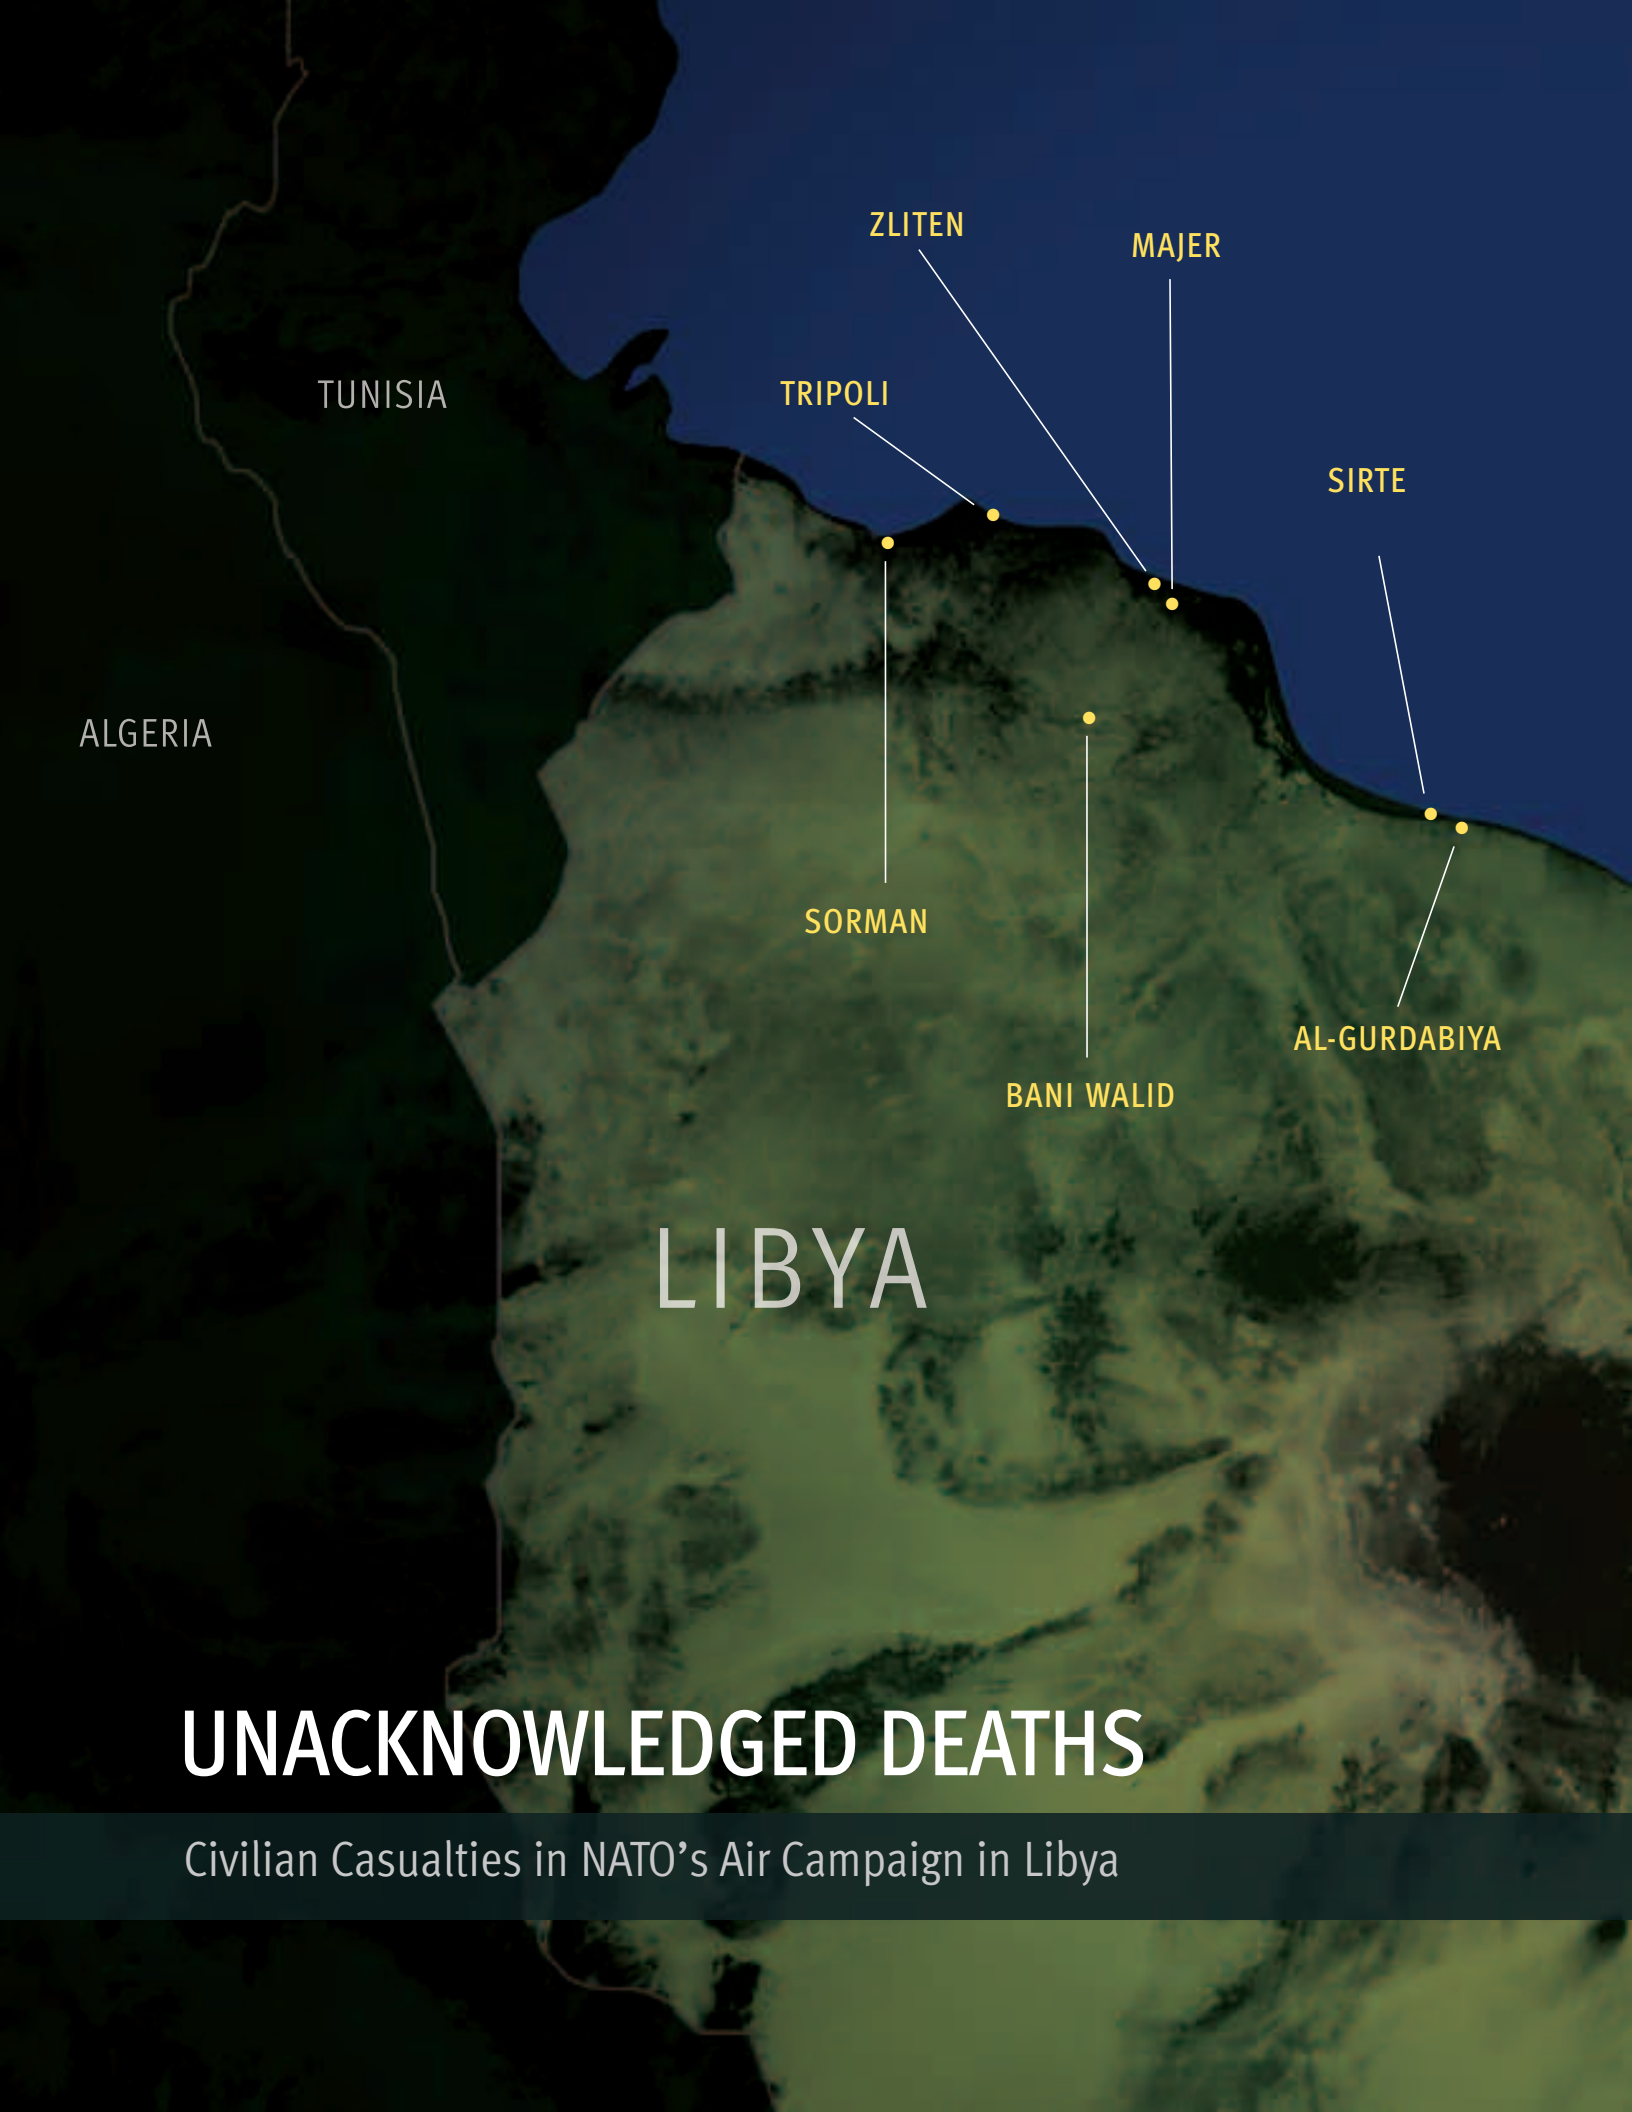 ZLITEN
MAJER
TRIPOLI
TUNISIA
SIRTE
ALGERIA
SORMAN
AL-GURDABIYA
BANI WALID
LIBYA
UNACKNOWLEDGED DEATHS
Civilian Casualties in NATO’s Air Campaign in Libya